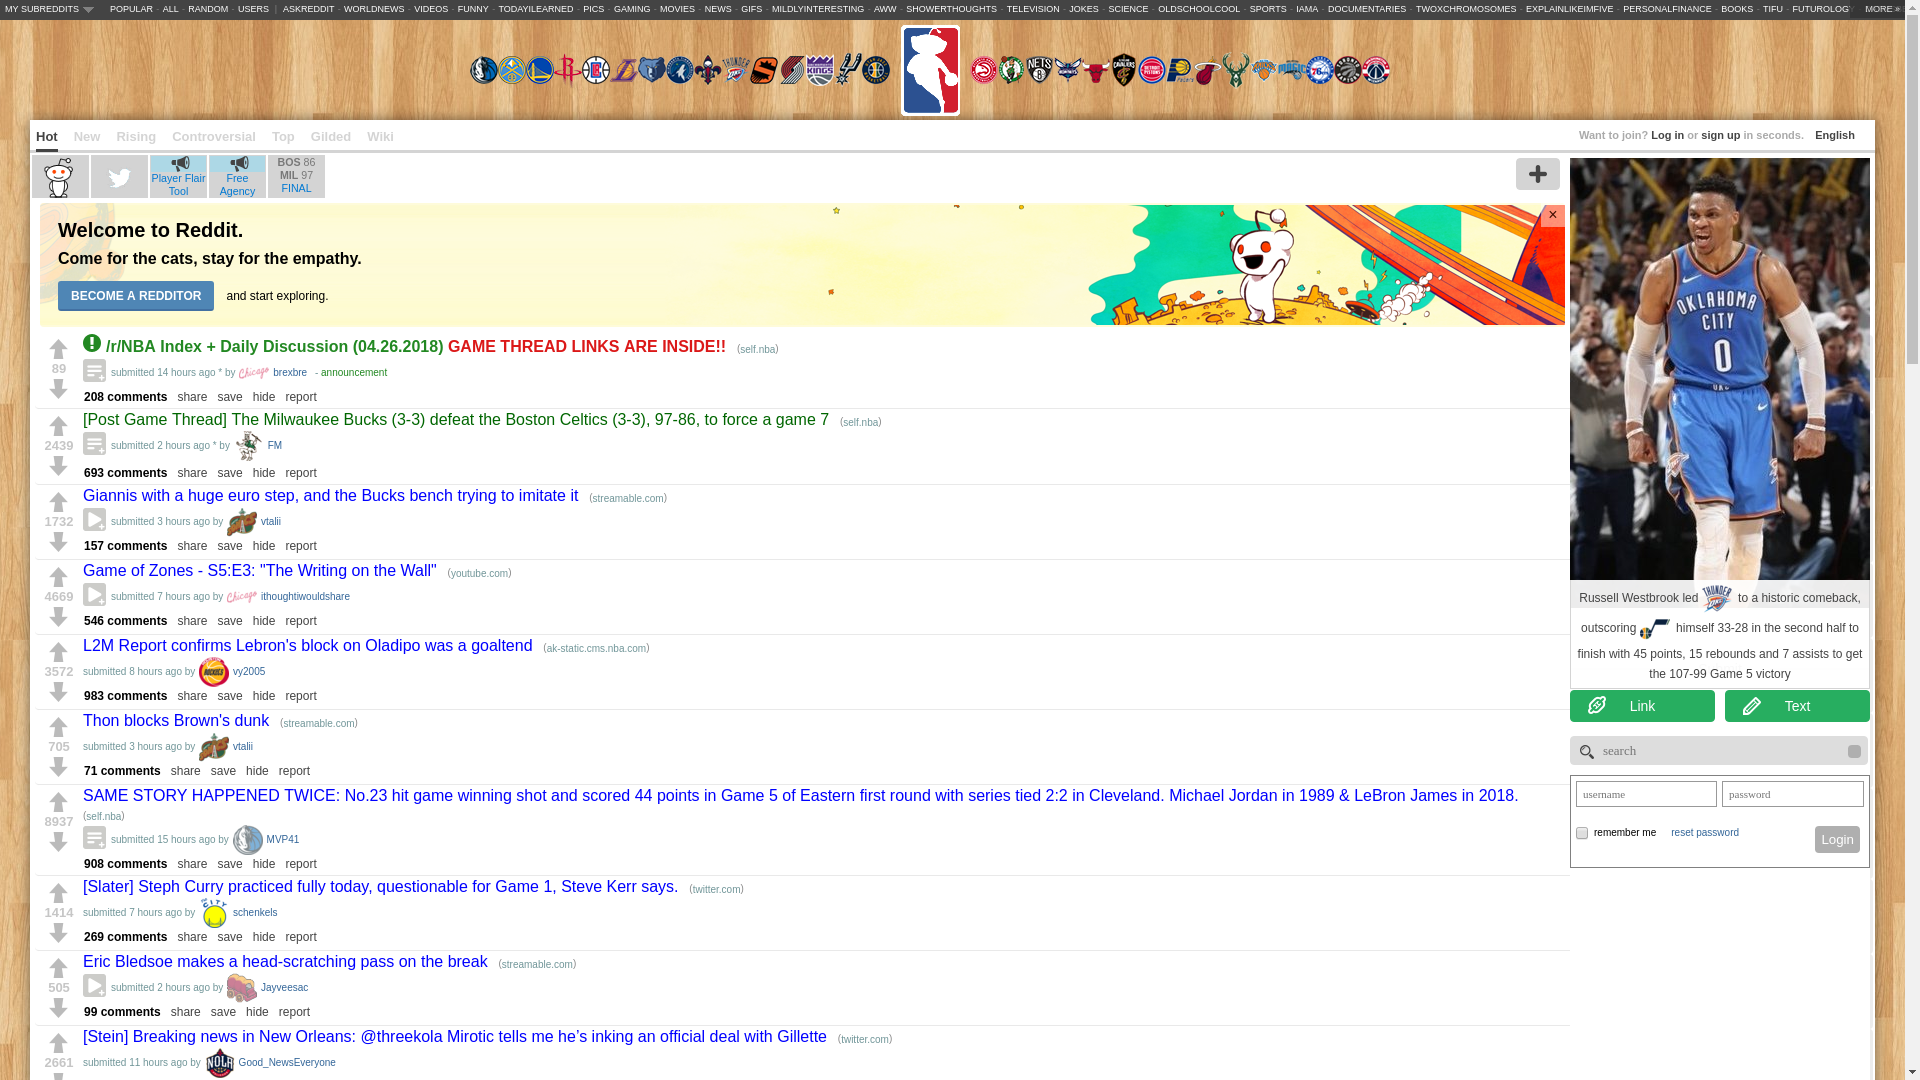 MY SUBREDDITS POPULAR - ALL - RANDOM - USERS | ASKREDDIT - WORLDNEWS - VIDEOS - FUNNY - TODAYILEARNED - PICS - GAMING - MOVIES - NEWS - GIFS - MILDLYINTERESTING - AWW - SHOWERTHOUGHTS - TELEVISION - JOKES - SCIENCE - OLDSCHOOLCOOL - SPORTS - IAMA - DOCUMENTARIES - TWOXCHROMOSOMES - EXPLAINLIKEIMFIVE - PERSONALFINANCE - BOOKS - TIFU - FUTUROLOGY MORE »
Hot New Rising Controversial Top Gilded Wiki
Want to join? Log in or sign up in seconds. English
Player Flair Tool
Free Agency
BOS 86
MIL 97
FINAL
Welcome to Reddit.
Come for the cats, stay for the empathy.
BECOME A REDDITOR and start exploring.
×
/r/NBA Index + Daily Discussion (04.26.2018) GAME THREAD LINKS ARE INSIDE!! (self.nba)
89
submitted 14 hours ago * by Chicago brexbre - announcement
208 comments share save hide report
[Post Game Thread] The Milwaukee Bucks (3-3) defeat the Boston Celtics (3-3), 97-86, to force a game 7 (self.nba)
2439
submitted 2 hours ago * by FM
693 comments share save hide report
Giannis with a huge euro step, and the Bucks bench trying to imitate it (streamable.com)
1732
submitted 3 hours ago by vtalii
157 comments share save hide report
Game of Zones - S5:E3: "The Writing on the Wall" (youtube.com)
4669
submitted 7 hours ago by Chicago ithoughtiwouldshare
546 comments share save hide report
L2M Report confirms Lebron's block on Oladipo was a goaltend (ak-static.cms.nba.com)
3572
submitted 8 hours ago by vy2005
983 comments share save hide report
Thon blocks Brown's dunk (streamable.com)
705
submitted 3 hours ago by vtalii
71 comments share save hide report
SAME STORY HAPPENED TWICE: No.23 hit game winning shot and scored 44 points in Game 5 of Eastern first round with series tied 2:2 in Cleveland. Michael Jordan in 1989 & LeBron James in 2018.
(self.nba)
8937
submitted 15 hours ago by MVP41
908 comments share save hide report
[Slater] Steph Curry practiced fully today, questionable for Game 1, Steve Kerr says. (twitter.com)
1414
submitted 7 hours ago by schenkels
269 comments share save hide report
Eric Bledsoe makes a head-scratching pass on the break (streamable.com)
505
submitted 2 hours ago by Jayveesac
99 comments share save hide report
[Stein] Breaking news in New Orleans: @threekola Mirotic tells me he’s inking an official deal with Gillette (twitter.com)
2661
submitted 11 hours ago by Good_NewsEveryone
OKLAHOMA
CITY
0
Russell Westbrook led THUNDER to a historic comeback,
outscoring himself 33-28 in the second half to
finish with 45 points, 15 rebounds and 7 assists to get
the 107-99 Game 5 victory
Link Text
search
username password
remember me reset password Login